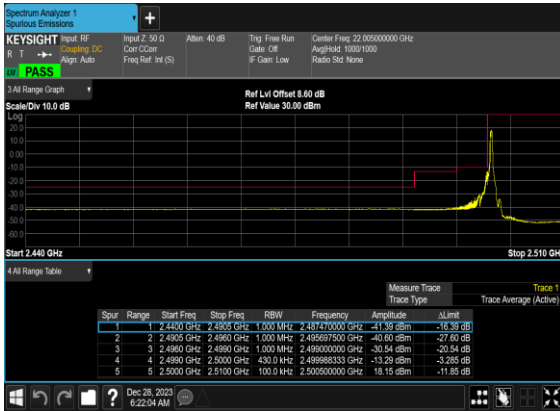 Spectrum Analyzer 1
Spurious Emissions
KEYSIGHT
R T
LXI PASS
Input: RF
Coupling: DC
Align: Auto
Input Z: 50 Ω
Corr CCorr
Freq Ref: Int (S)
Atten: 40 dB
Trig: Free Run
Gate: Off
IF Gain: Low
Center Freq: 22.005000000 GHz
Avg|Hold: 1000/1000
Radio Std: None
3 All Range Graph
Scale/Div 10.0 dB
Ref Lvl Offset 8.60 dB
Ref Value 30.00 dBm
Log
20.0
10.0
0.00
-10.0
-20.0
-30.0
-40.0
-50.0
-60.0
Start 2.440 GHz
Stop 2.510 GH
4 All Range Table
Measure Trace Trace 1
Trace Type Trace Average (Active)
Spur Range Start Freq Stop Freq RBW Frequency Amplitude ΔLimit
1 1 2.4400 GHz 2.4905 GHz 1.000 MHz 2.487470000 GHz -41.39 dBm -16.39 dB
2 2 2.4905 GHz 2.4960 GHz 1.000 MHz 2.495697500 GHz -40.60 dBm -27.60 dB
3 3 2.4960 GHz 2.4990 GHz 1.000 MHz 2.499000000 GHz -30.54 dBm -20.54 dB
4 4 2.4990 GHz 2.5000 GHz 430.0 kHz 2.499988333 GHz -13.29 dBm -3.285 dB
5 5 2.5000 GHz 2.5100 GHz 100.0 kHz 2.500500000 GHz 18.15 dBm -11.85 dB
?
Dec 28, 2023
6:22:04 AM